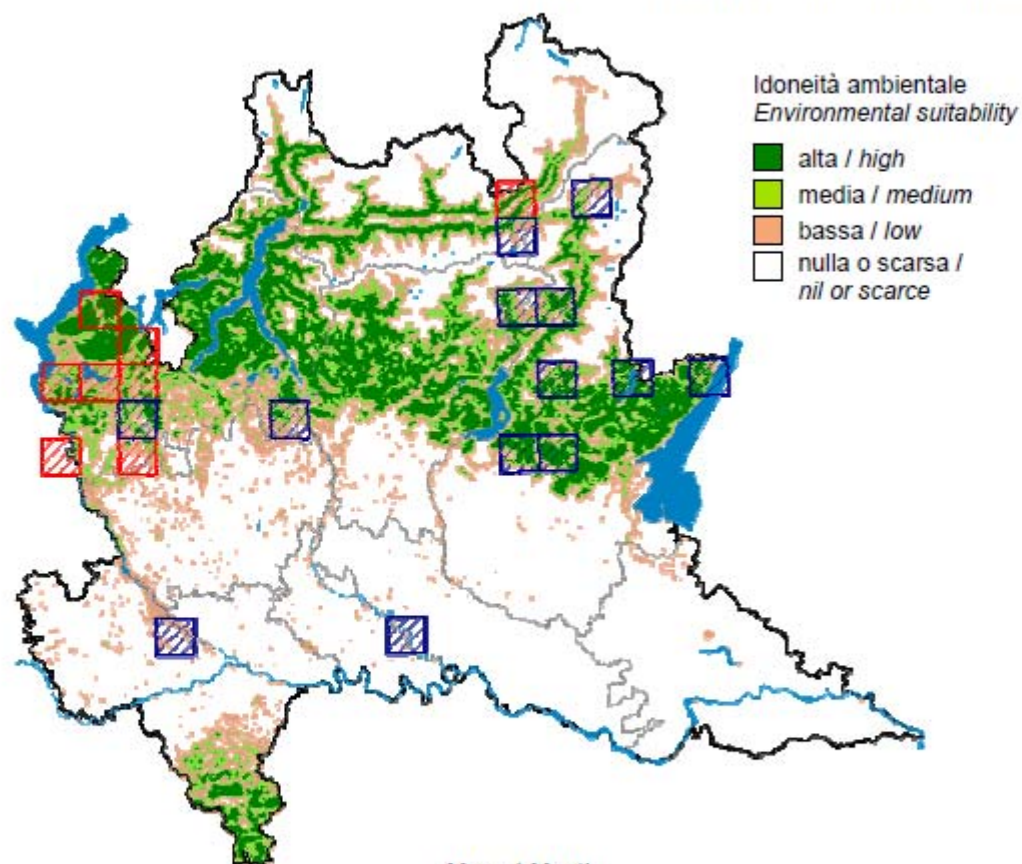 Idoneità ambientale
Environmental suitability
alta / high
media / medium
bassa / low
nulla o scarsa /
nil or scarce